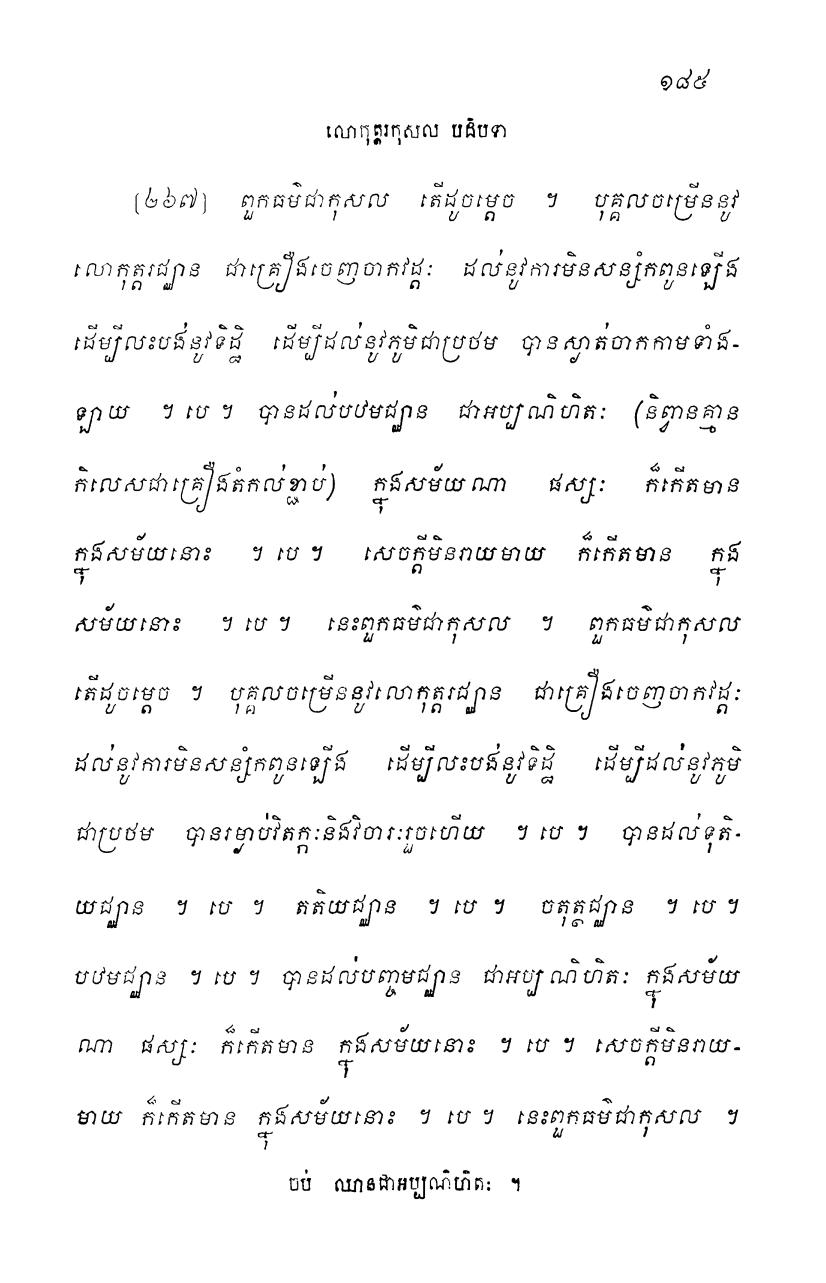 ១៨៥
លោកុត្តរកុសល បដិបទា
[២៦៧] ពួកធម៌ជាកុសល តើដូចម្តេច ។ បុគ្គលចម្រើននូវ
លោកុត្តរជ្ឈាន ជាគ្រឿងចេញចាកវដ្តៈ ដល់នូវការមិនសន្សំកពូនឡើង
ដើម្បីលះបង់នូវទិដ្ឋិ ដើម្បីដល់នូវភូមិជាប្រថម បានស្ងាត់ចាកកាមទាំង-
ឡាយ ។ បេ ។ បានដល់បឋមជ្ឈាន ជាអប្បណិហិតៈ (និព្វានគ្មាន
កិលេសជាគ្រឿងតំកល់ខ្ជាប់) ក្នុងសម័យណា ផស្សៈ ក៏កើតមាន
ក្នុងសម័យនោះ ។ បេ ។ សេចក្តីមិនរាយមាយ ក៏កើតមាន ក្នុង
សម័យនោះ ។ បេ ។ នេះពួកធម៌ជាកុសល ។ ពួកធម៌ជាកុសល
តើដូចម្តេច ។ បុគ្គលចម្រើននូវលោកុត្តរជ្ឈាន ជាគ្រឿងចេញចាកវដ្តៈ
ដល់នូវការមិនសន្សំកពូនឡើង ដើម្បីលះបង់នូវទិដ្ឋិ ដើម្បីដល់នូវភូមិ
ជាប្រថម បានរម្ងាប់វិតក្កៈនិងវិចារៈរួចហើយ ។ បេ ។ បានដល់ទុតិ-
យជ្ឈាន ។ បេ ។ តតិយជ្ឈាន ។ បេ ។ ចតុត្ថជ្ឈាន ។ បេ ។
បឋមជ្ឈាន ។ បេ ។ បានដល់បញ្ចមជ្ឈាន ជាអប្បណិហិតៈ ក្នុងសម័យ
ណា ផស្សៈ ក៏កើតមាន ក្នុងសម័យនោះ ។ បេ ។ សេចក្តីមិនរាយ-
មាយ ក៏កើតមាន ក្នុងសម័យនោះ ។ បេ ។ នេះពួកធម៌ជាកុសល ។
ចប់ ឈានជាអប្បណិហិតៈ ។